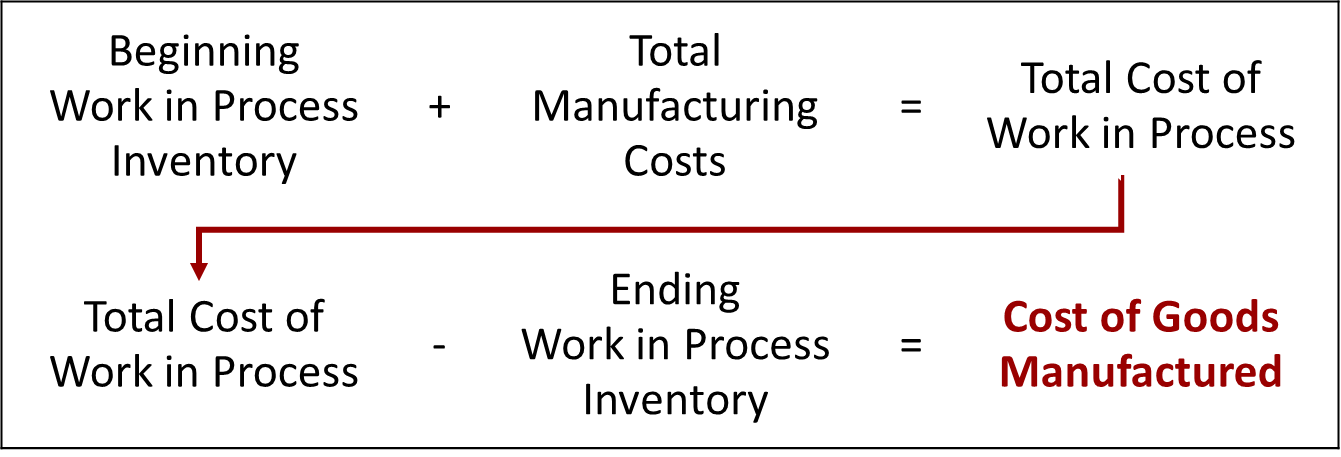 Beginning
Work in Process
Inventory
+
Total
Manufacturing
Costs
=
Total Cost of
Work in Process
Total Cost of
Work in Process
-
Ending
Work in Process
Inventory
=
Cost of Goods
Manufactured